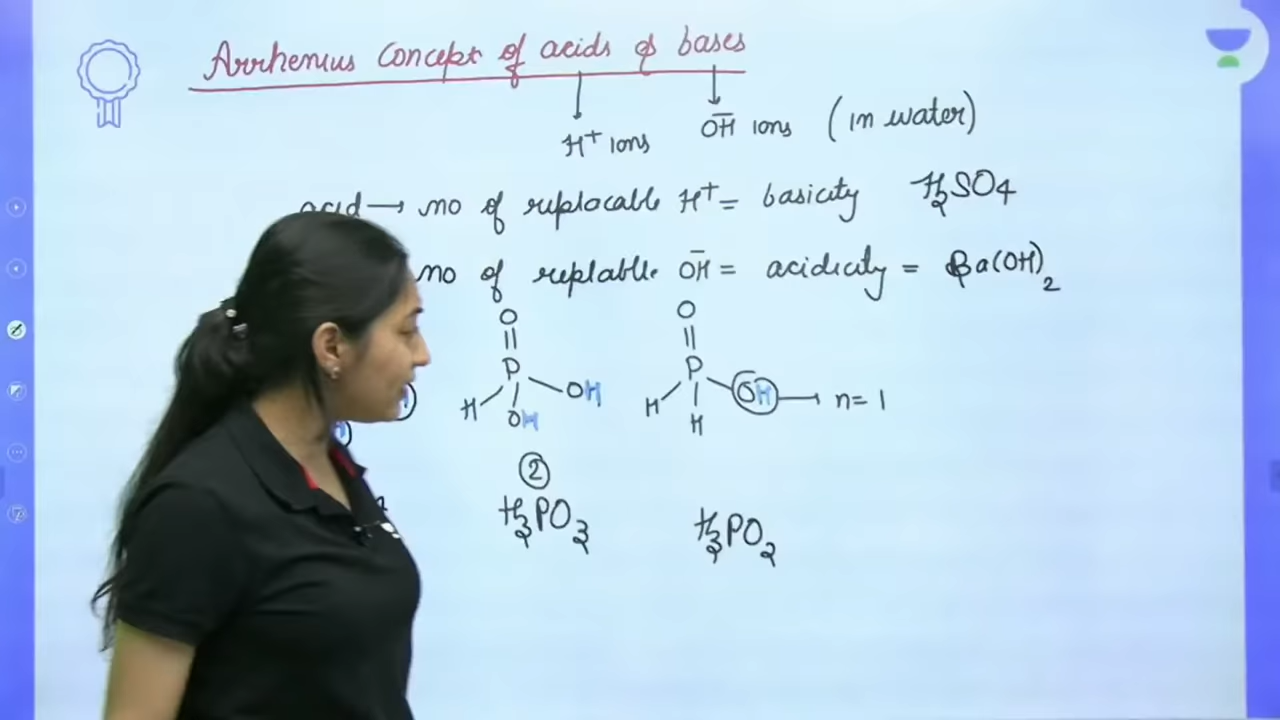 Arrhenius Concept of acids & bases
H+ ions OH- ions (in water)
acid → no of replacable H+ = basicity H2SO4
no of replable OH- = acidicity = Ba(OH)2
O O
P P
H OH H OH → n= 1
OH H
2
H3PO3 H3PO2